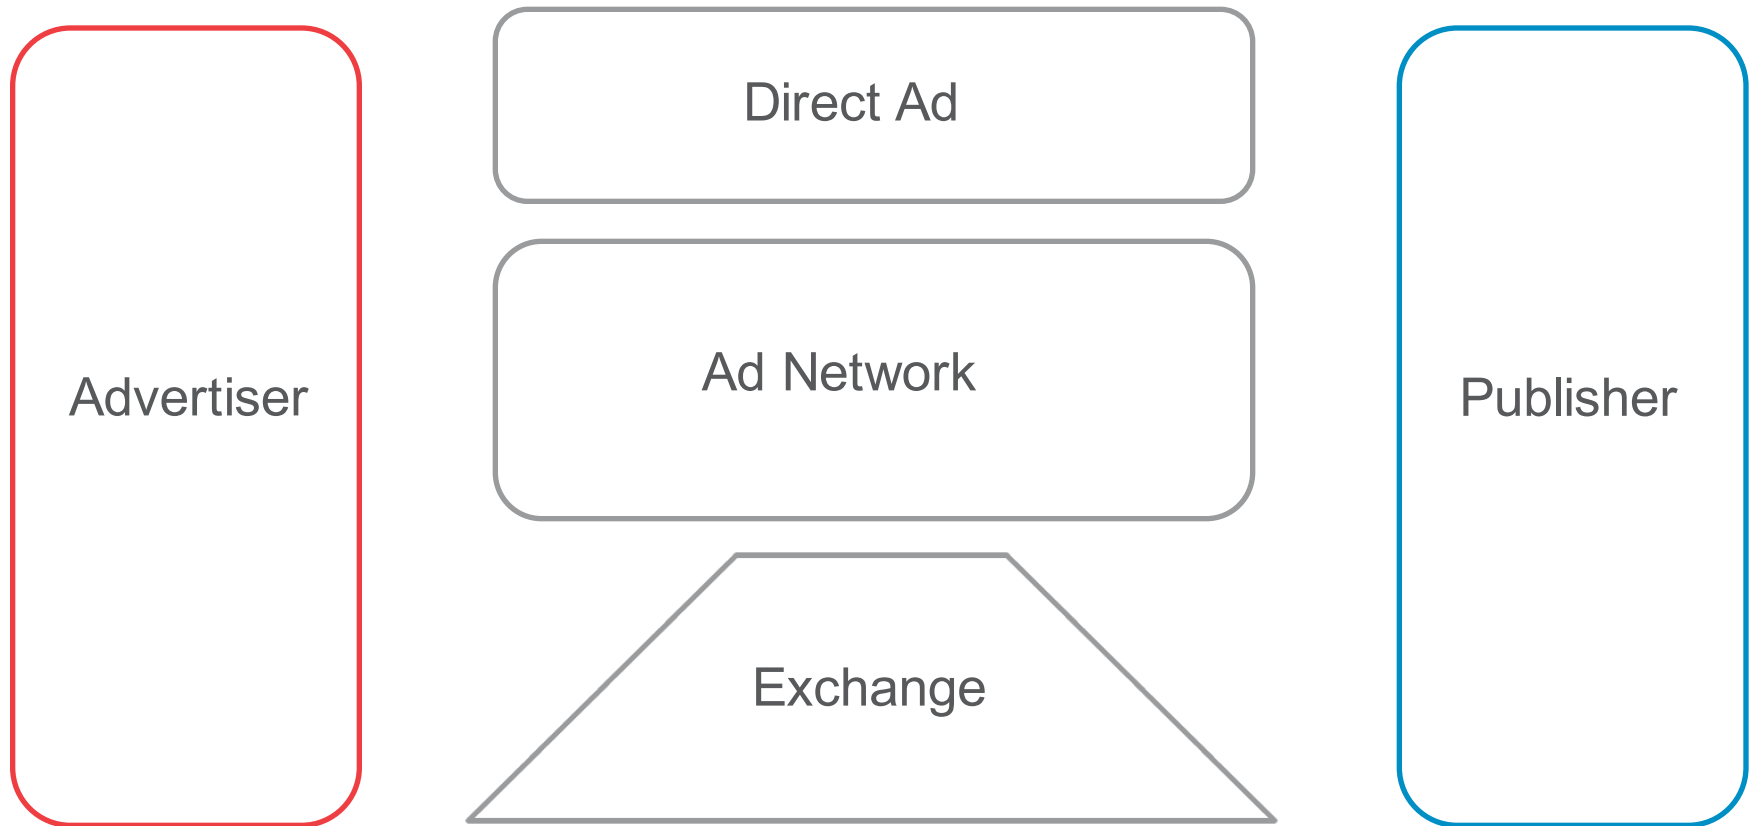 Advertiser
Direct Ad
Ad Network
Exchange
Publisher